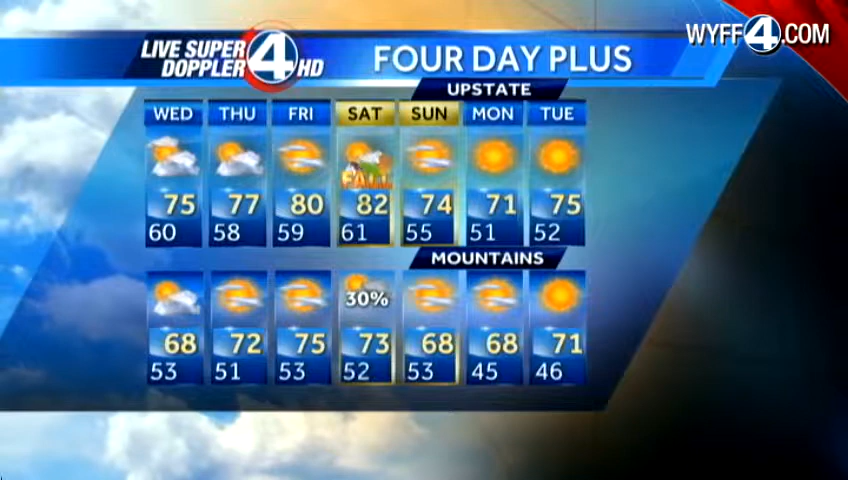 WYFF4.COM
LIVE SUPER
DOPPLER 4 HD
FOUR DAY PLUS
UPSTATE
WED THU FRI SAT SUN MON TUE
FALL
75 77 80 82 74 71 75
60 58 59 61 55 51 52
MOUNTAINS
30%
68 72 75 73 68 68 71
53 51 53 52 53 45 46